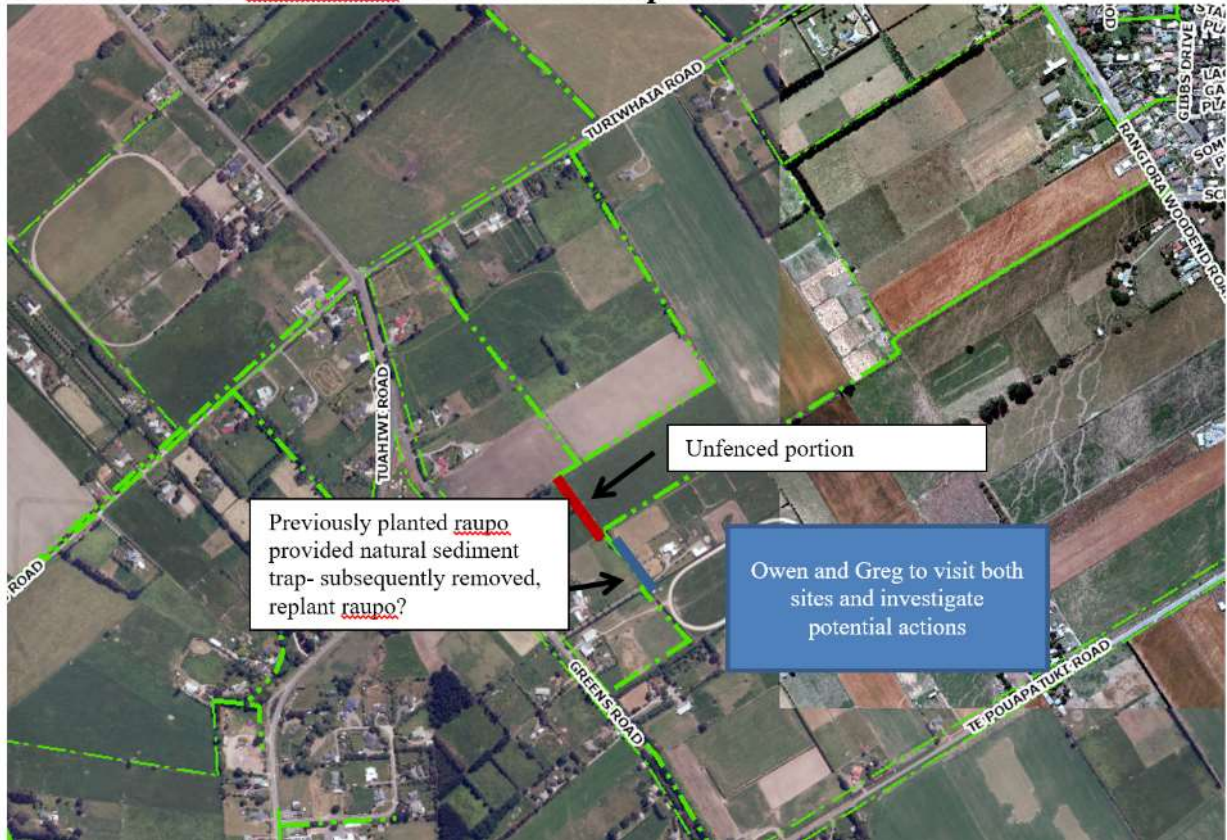 TURIWHAIA ROAD
GIBBS DRIVE
RANGIORA WOODEND ROAD
TUAHIWI ROAD
Unfenced portion
Previously planted raupo
provided natural sediment
trap- subsequently removed,
replant raupo?
Owen and Greg to visit both
sites and investigate
potential actions
ROAD
GREENS ROAD
TE POUAPATUKI ROAD